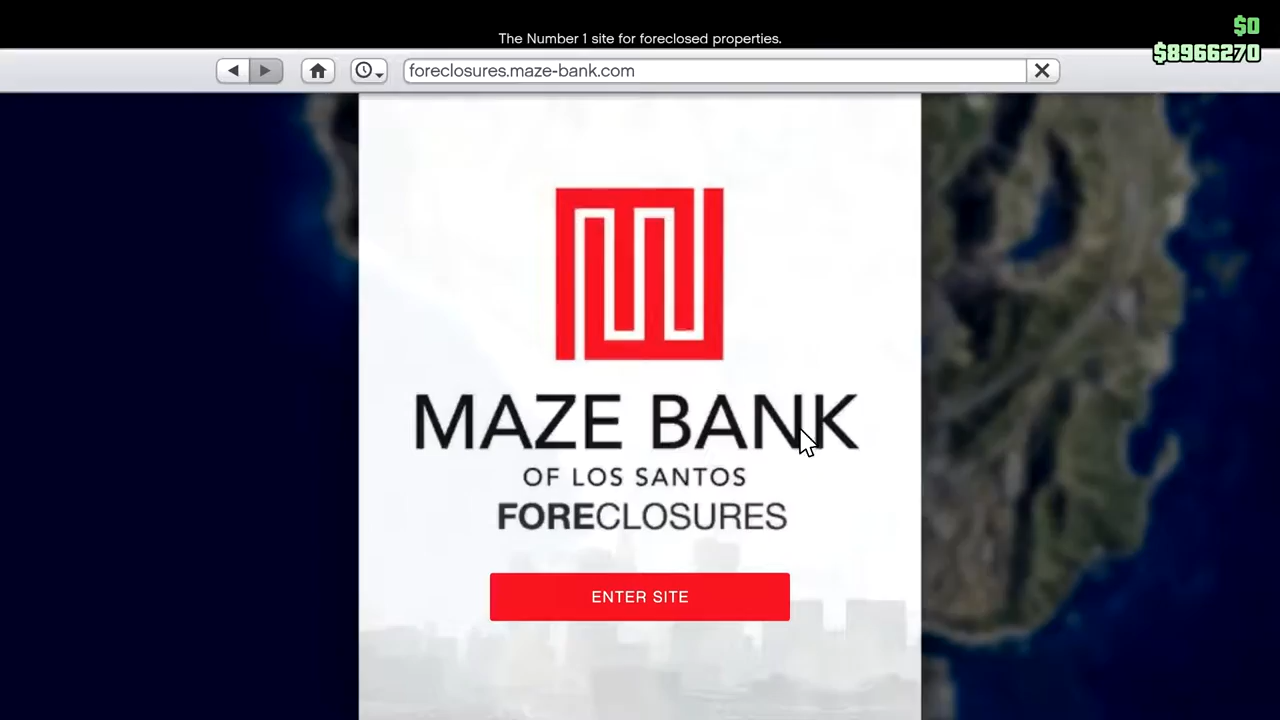 The Number 1 site for foreclosed properties.
$0
$8966270
foreclosures.maze-bank.com
MAZE BANK
OF LOS SANTOS
FORECLOSURES
ENTER SITE